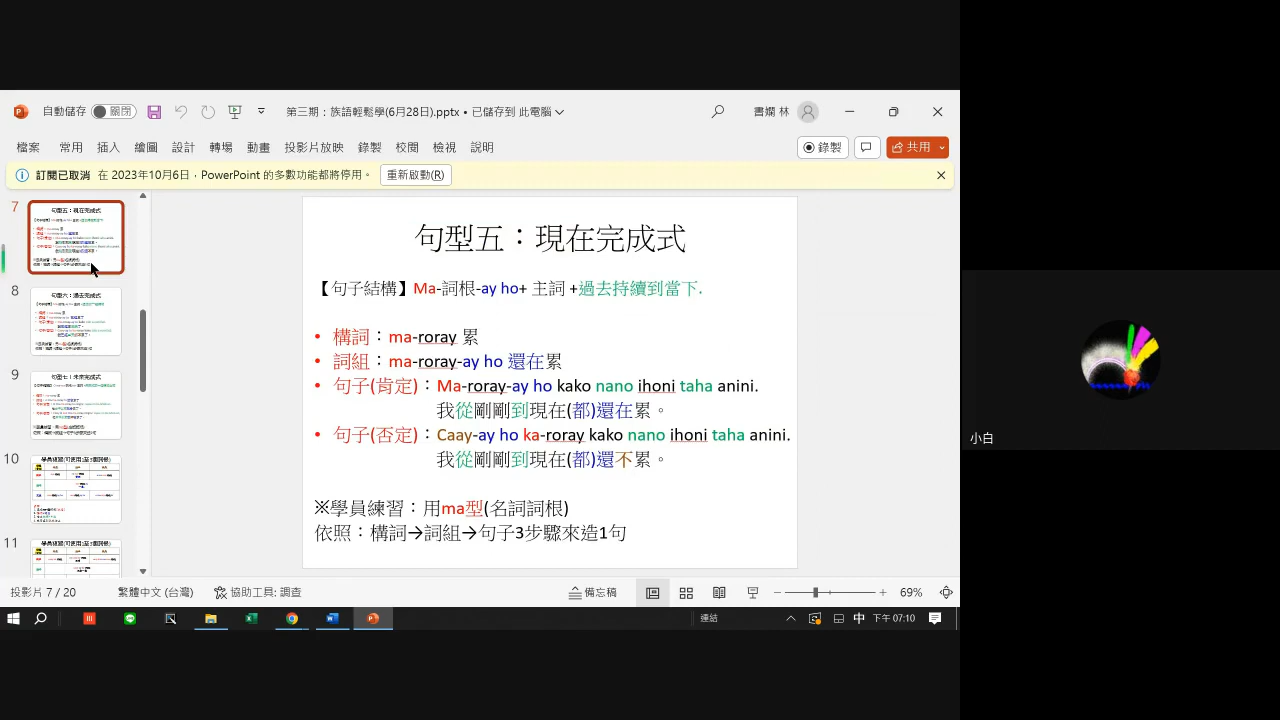 自動儲存 關閉 第三期：族語輕鬆學(6月28日).pptx • 已儲存到 此電腦 書嫺 林
檔案 常用 插入 繪圖 設計 轉場 動畫 投影片放映 錄製 校閱 檢視 說明 錄製 共用
訂閱已取消 在 2023年10月6日，PowerPoint 的多數功能都將停用。 重新啟動(R)
7
句型五：現在完成式
8
句型六：過去完成式
9
句型七：未來完成式
10
11
句型五：現在完成式
【句子結構】Ma-詞根-ay ho+ 主詞 +過去持續到當下.
• 構詞：ma-roray 累
• 詞組：ma-roray-ay ho 還在累
• 句子(肯定)：Ma-roray-ay ho kako nano ihoni taha anini.
我從剛剛到現在(都)還在累。
• 句子(否定)：Caay-ay ho ka-roray kako nano ihoni taha anini.
我從剛剛到現在(都)還不累。
※學員練習：用ma型(名詞詞根)
依照：構詞→詞組→句子3步驟來造1句
小白
投影片 7 / 20 繁體中文 (台灣) 協助工具: 調查 備忘稿 69%
連結 中 下午 07:10